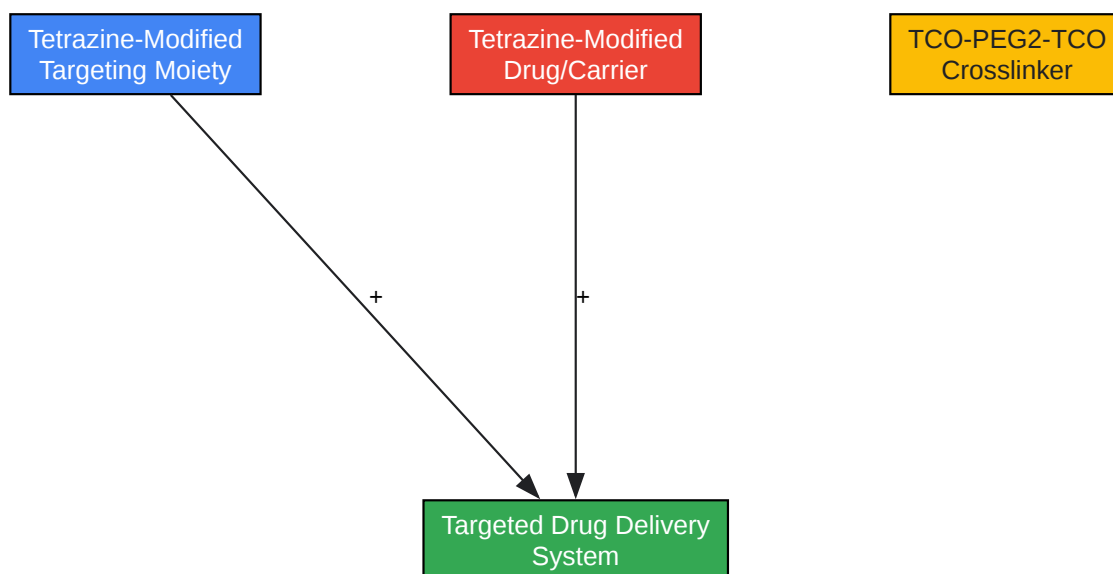 Tetrazine-Modified
Targeting Moiety
Tetrazine-Modified
Drug/Carrier
TCO-PEG2-TCO
Crosslinker
+
+
Targeted Drug Delivery
System